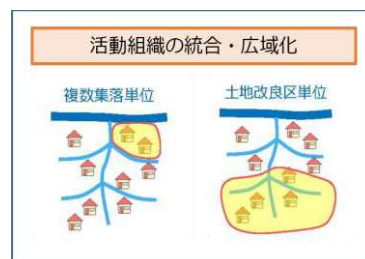 活動組織の統合・広域化
複数集落単位
土地改良区単位